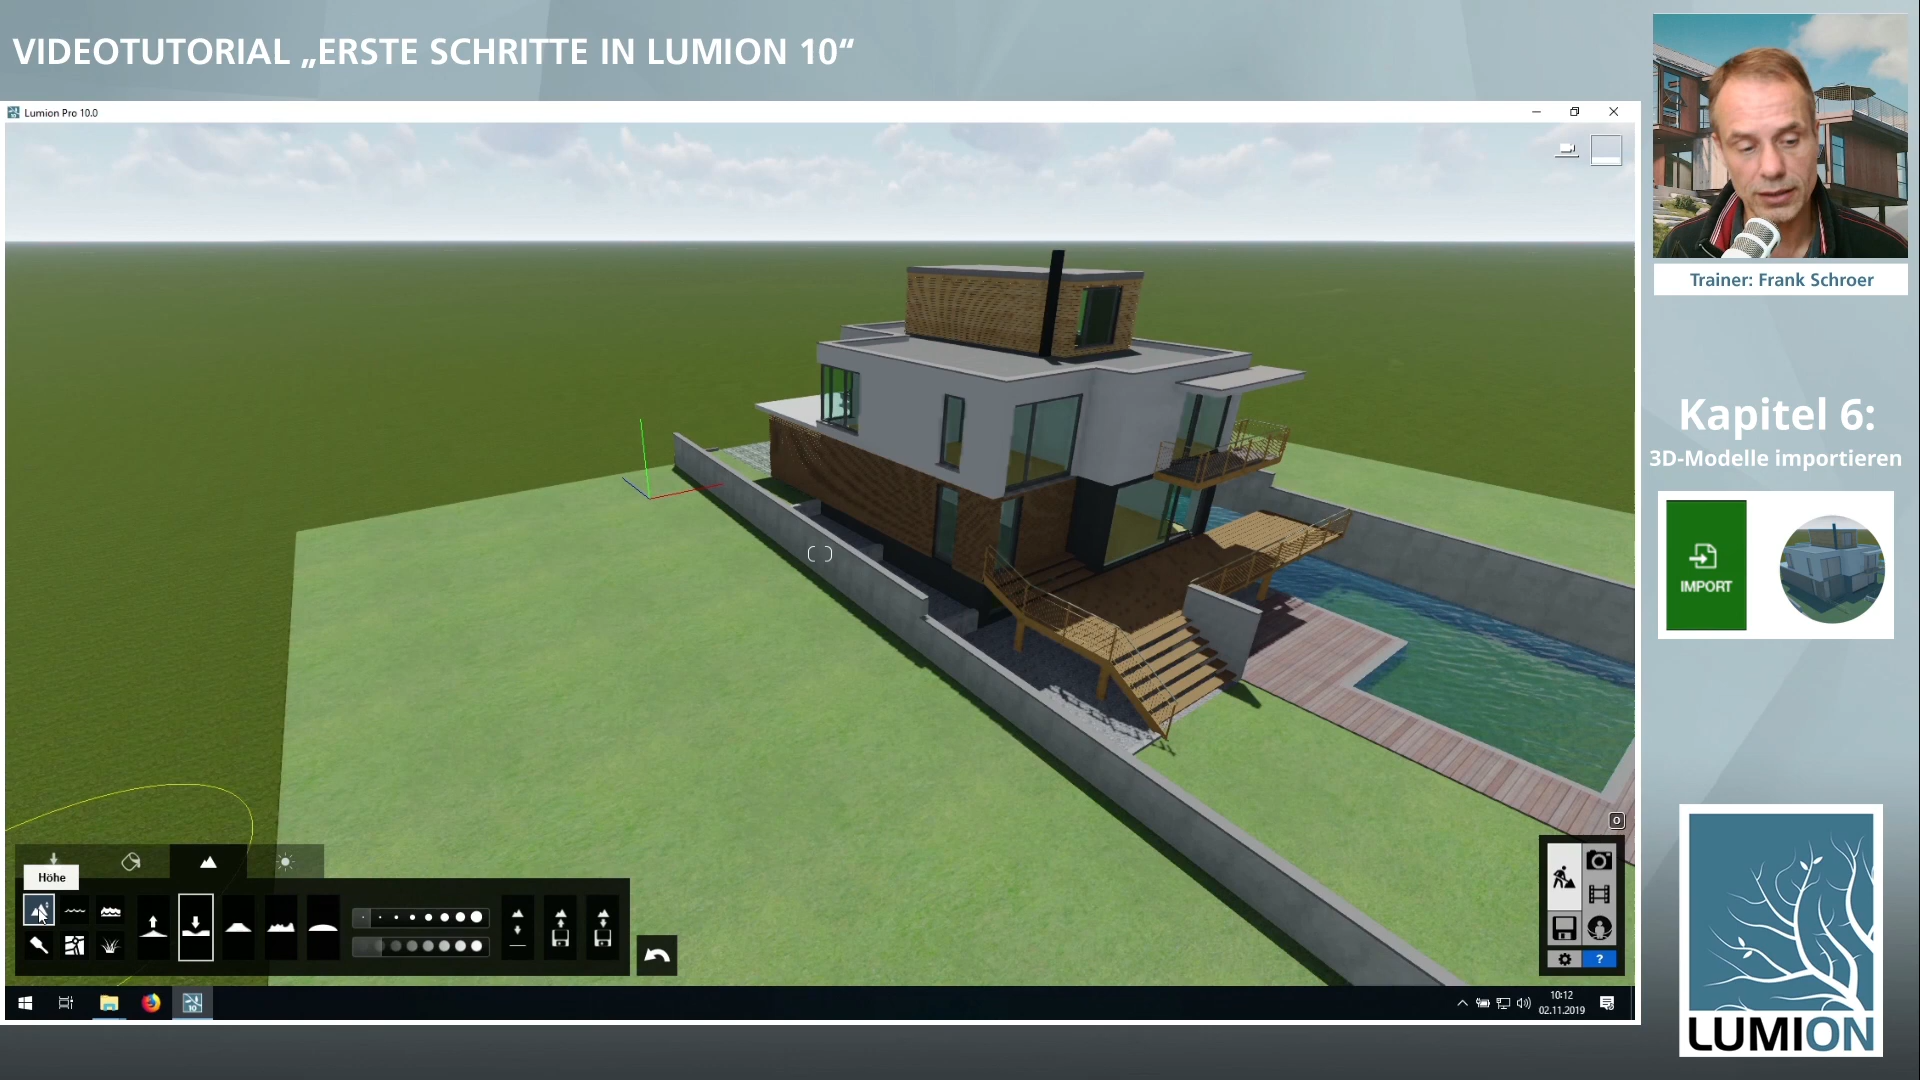 VIDEOTUTORIAL „ERSTE SCHRITTE IN LUMION 10“
Lumion Pro 10.0
Trainer: Frank Schroer
Kapitel 6:
3D-Modelle importieren
IMPORT
O
Höhe
?
10
10:12
02.11.2019
LUMION